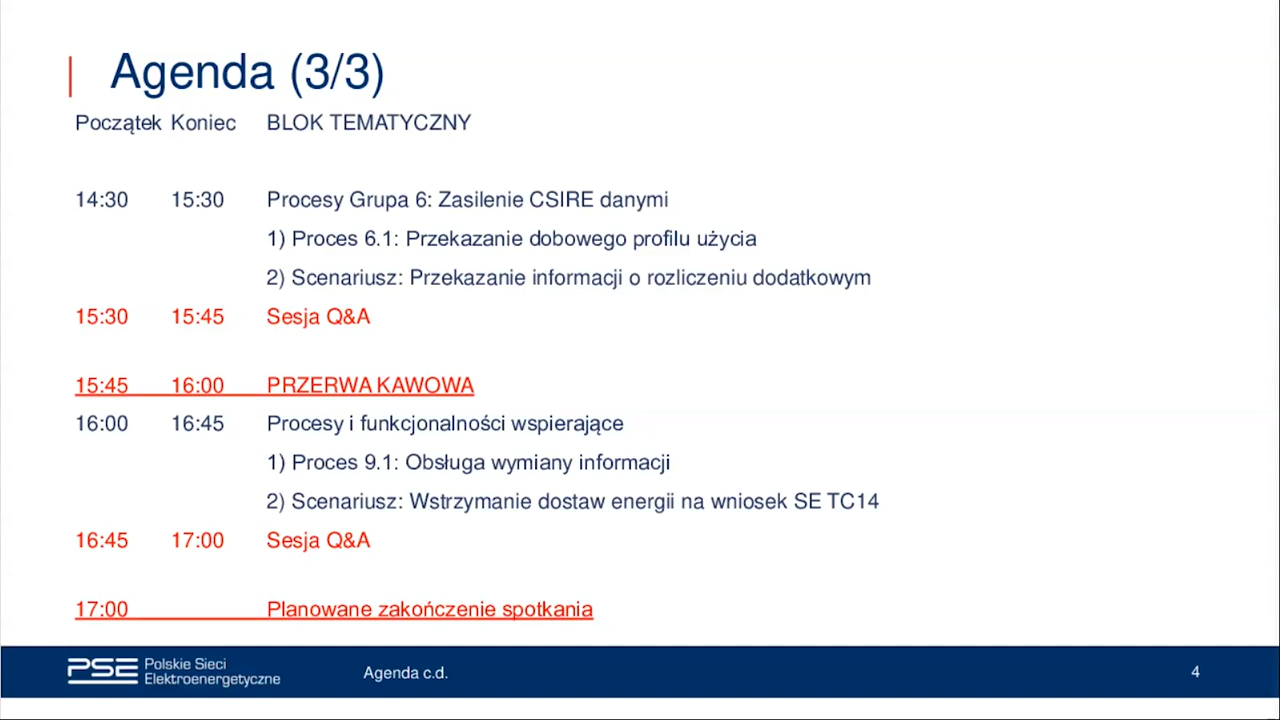 Agenda (3/3)
Początek Koniec BLOK TEMATYCZNY
14:30 15:30 Procesy Grupa 6: Zasilenie CSIRE danymi
1) Proces 6.1: Przekazanie dobowego profilu użycia
2) Scenariusz: Przekazanie informacji o rozliczeniu dodatkowym
15:30 15:45 Sesja Q&A
15:45 16:00 PRZERWA KAWOWA
16:00 16:45 Procesy i funkcjonalności wspierające
1) Proces 9.1: Obsługa wymiany informacji
2) Scenariusz: Wstrzymanie dostaw energii na wniosek SE TC14
16:45 17:00 Sesja Q&A
17:00 Planowane zakończenie spotkania
PSE Polskie Sieci
Elektroenergetyczne
Agenda c.d.
4